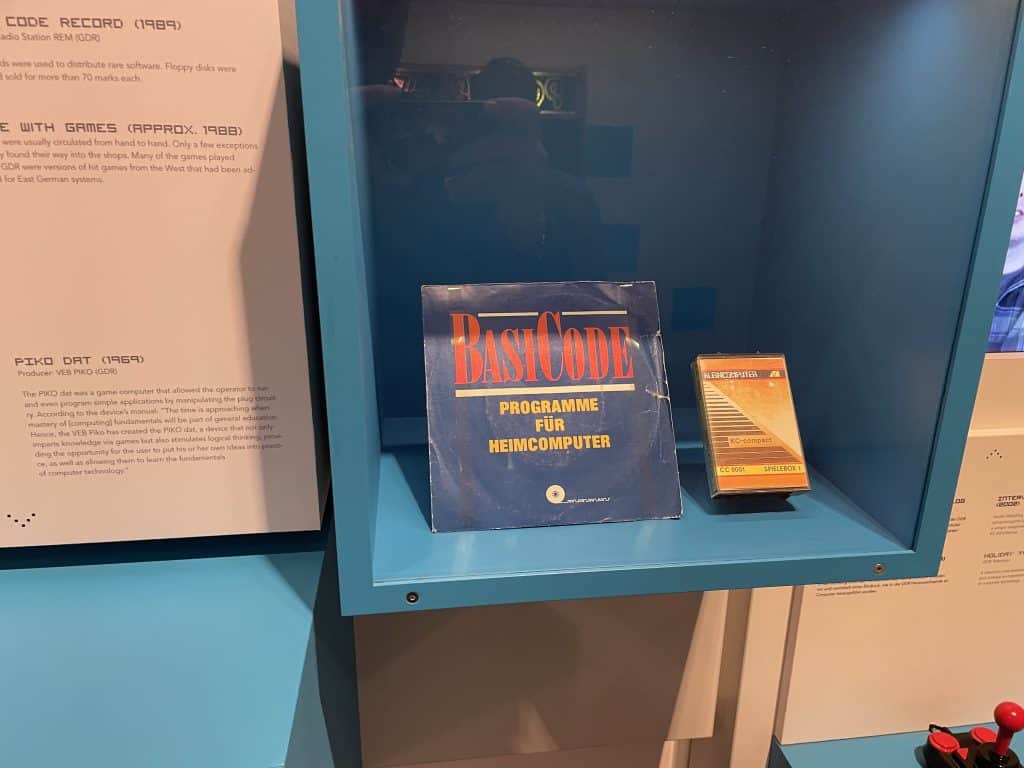 CODE RECORD (1989)
adio Station REM (GDR)
ds were used to distribute rare software. Floppy disks were
sold for more than 70 marks each.
E WITH GAMES (APPROX. 1988)
were usually circulated from hand to hand. Only a few exceptions
y found their way into the shops. Many of the games played
GDR were versions of hit games from the West that had been ad-
for East German systems.
PIKO DAT (1969)
Producer: VEB PIKO (GDR)
The PIKO dat was a game computer that allowed the operator to run
and even program simple applications by manipulating the plug circuit-
ry. According to the device's manual: "The time is approaching when
mastery of [computing] fundamentals will be part of general education.
Hence, the VEB Piko has created the PIKO dat, a device that not only
imparts knowledge via games but also stimulates logical thinking, provi-
ding the opportunity for the user to put his or her own ideas into practi-
ce, as well as allowing them to learn the fundamentals
of computer technology."
BASICODE
PROGRAMME
FÜR
HEIMCOMPUTER
KLEINCOMPUTER
KC-compact
CC 9001 SPIELEBOX 1
INTER
HOLIDAY